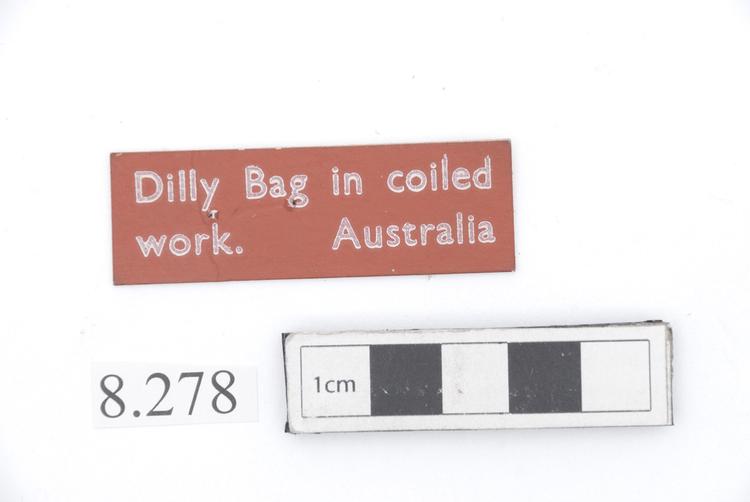 Dilly Bag in coiled
work. Australia
8.278
1cm